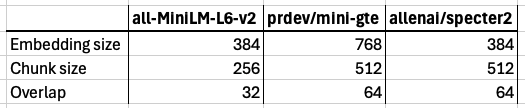 all-MiniLM-L6-v2 prdev/mini-gte allenai/specter2
Embedding size 384 768 384
Chunk size 256 512 512
Overlap 32 64 64